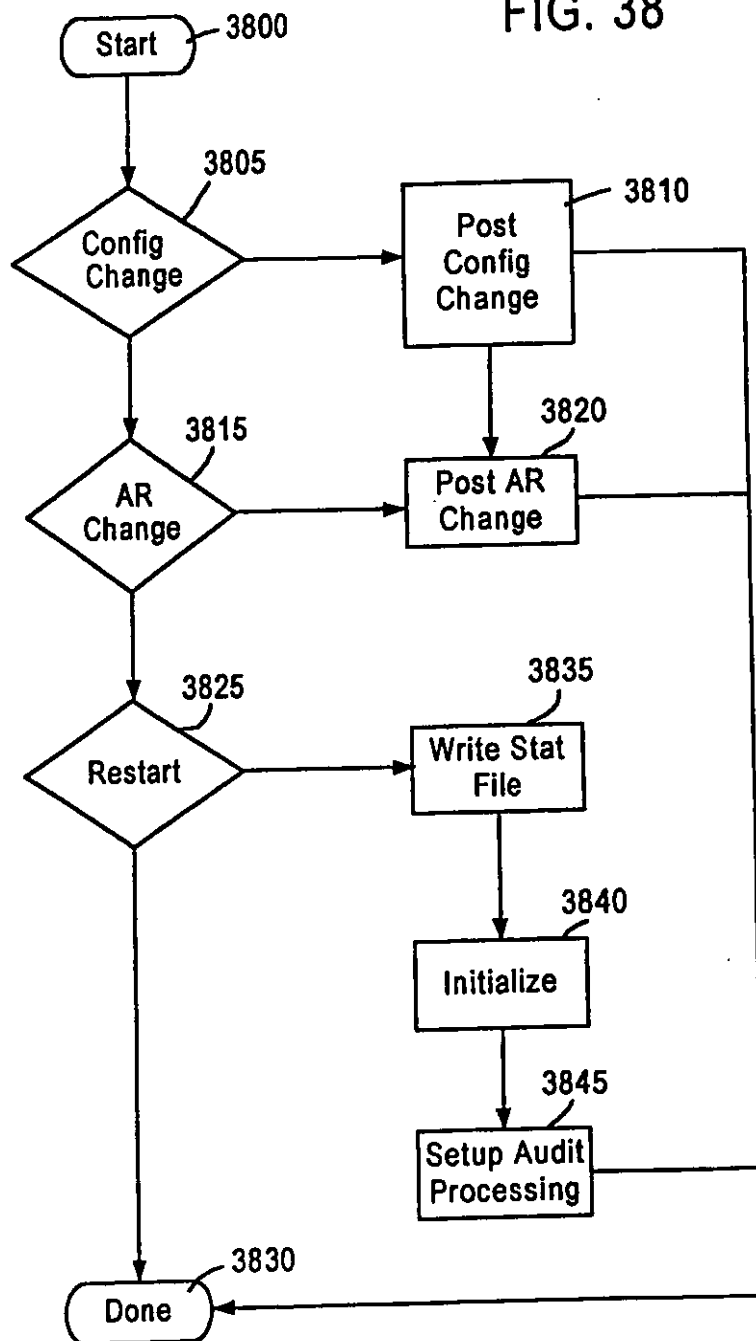 FIG. 38
Start
3800
3805
Config
Change
3810
Post
Config
Change
3815
AR
Change
3820
Post AR
Change
3825
Restart
3835
Write Stat
File
3840
Initialize
3845
Setup Audit
Processing
3830
Done